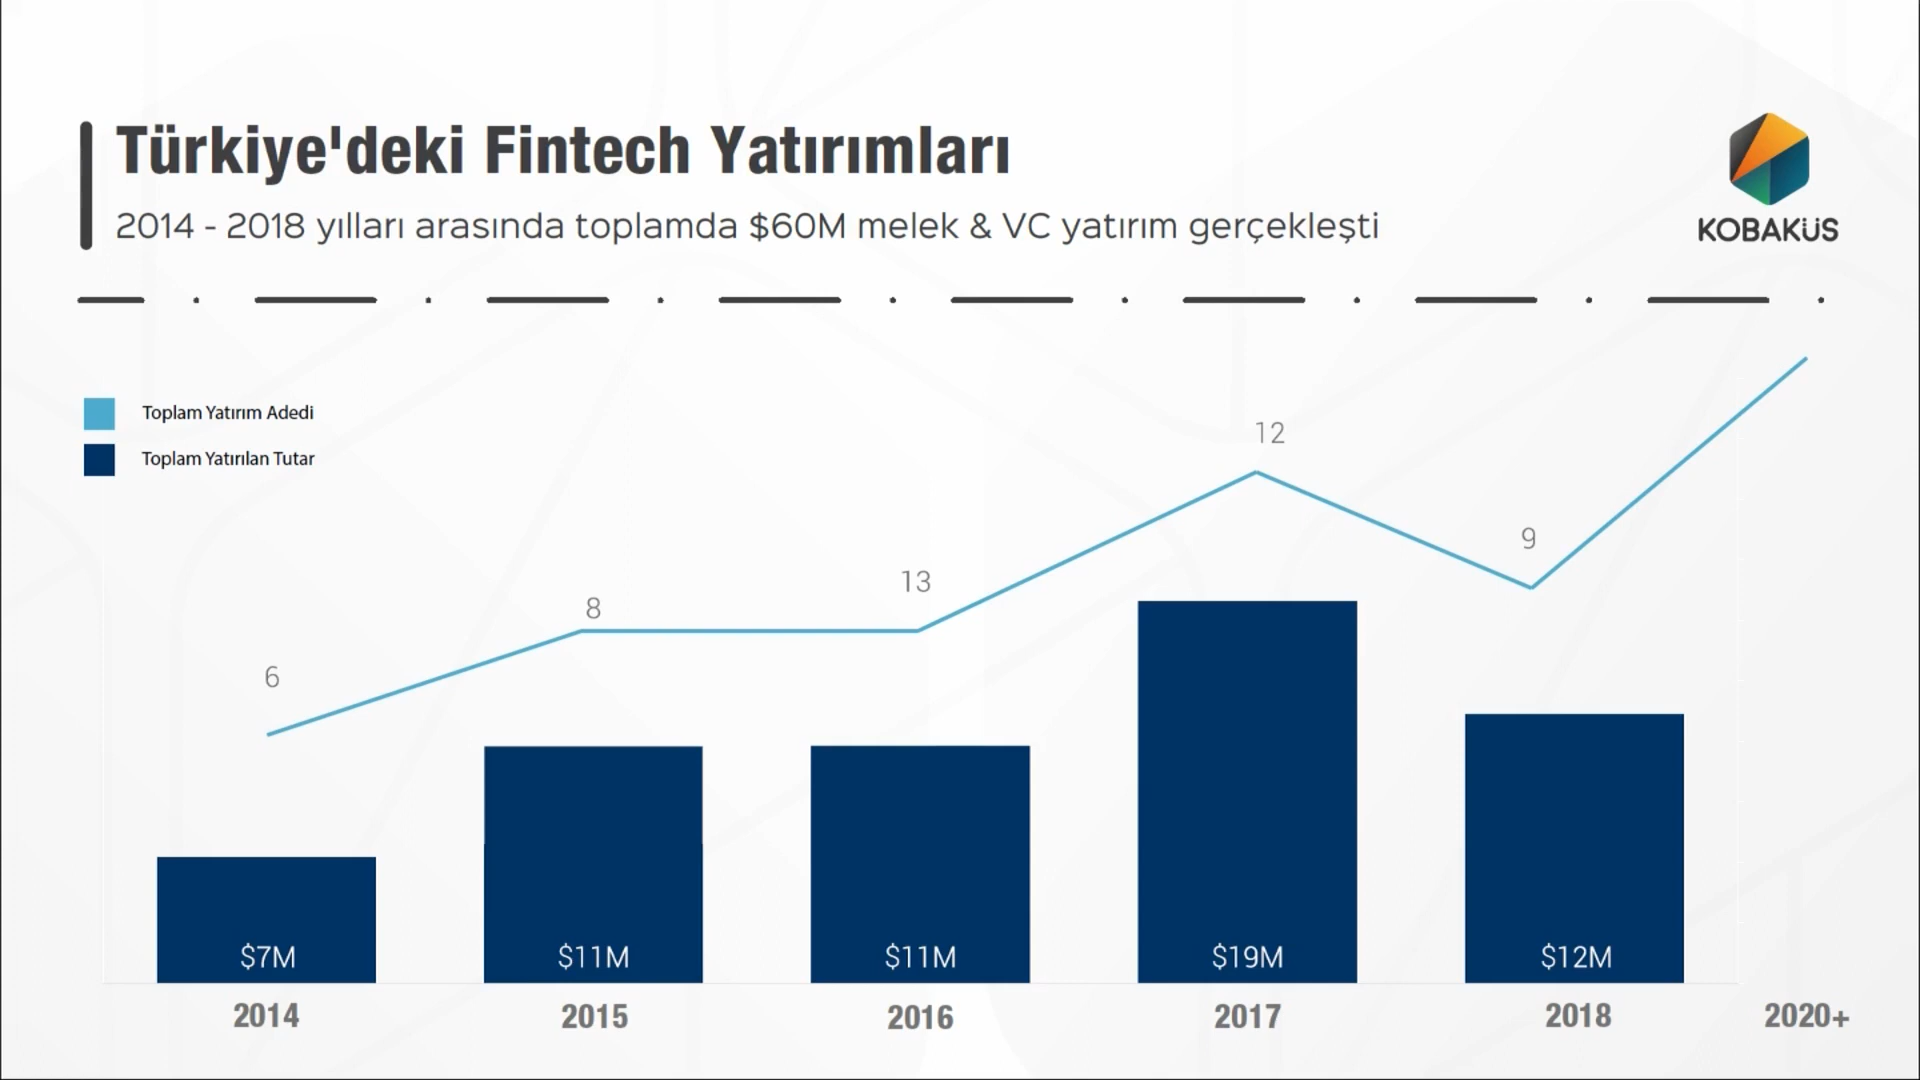 Türkiye'deki Fintech Yatırımları
2014 - 2018 yılları arasında toplamda $60M melek & VC yatırım gerçekleşti
KOBAKÜS
Toplam Yatırım Adedi
Toplam Yatırılan Tutar
6
8
13
12
9
$7M
$11M
$11M
$19M
$12M
2014
2015
2016
2017
2018
2020+